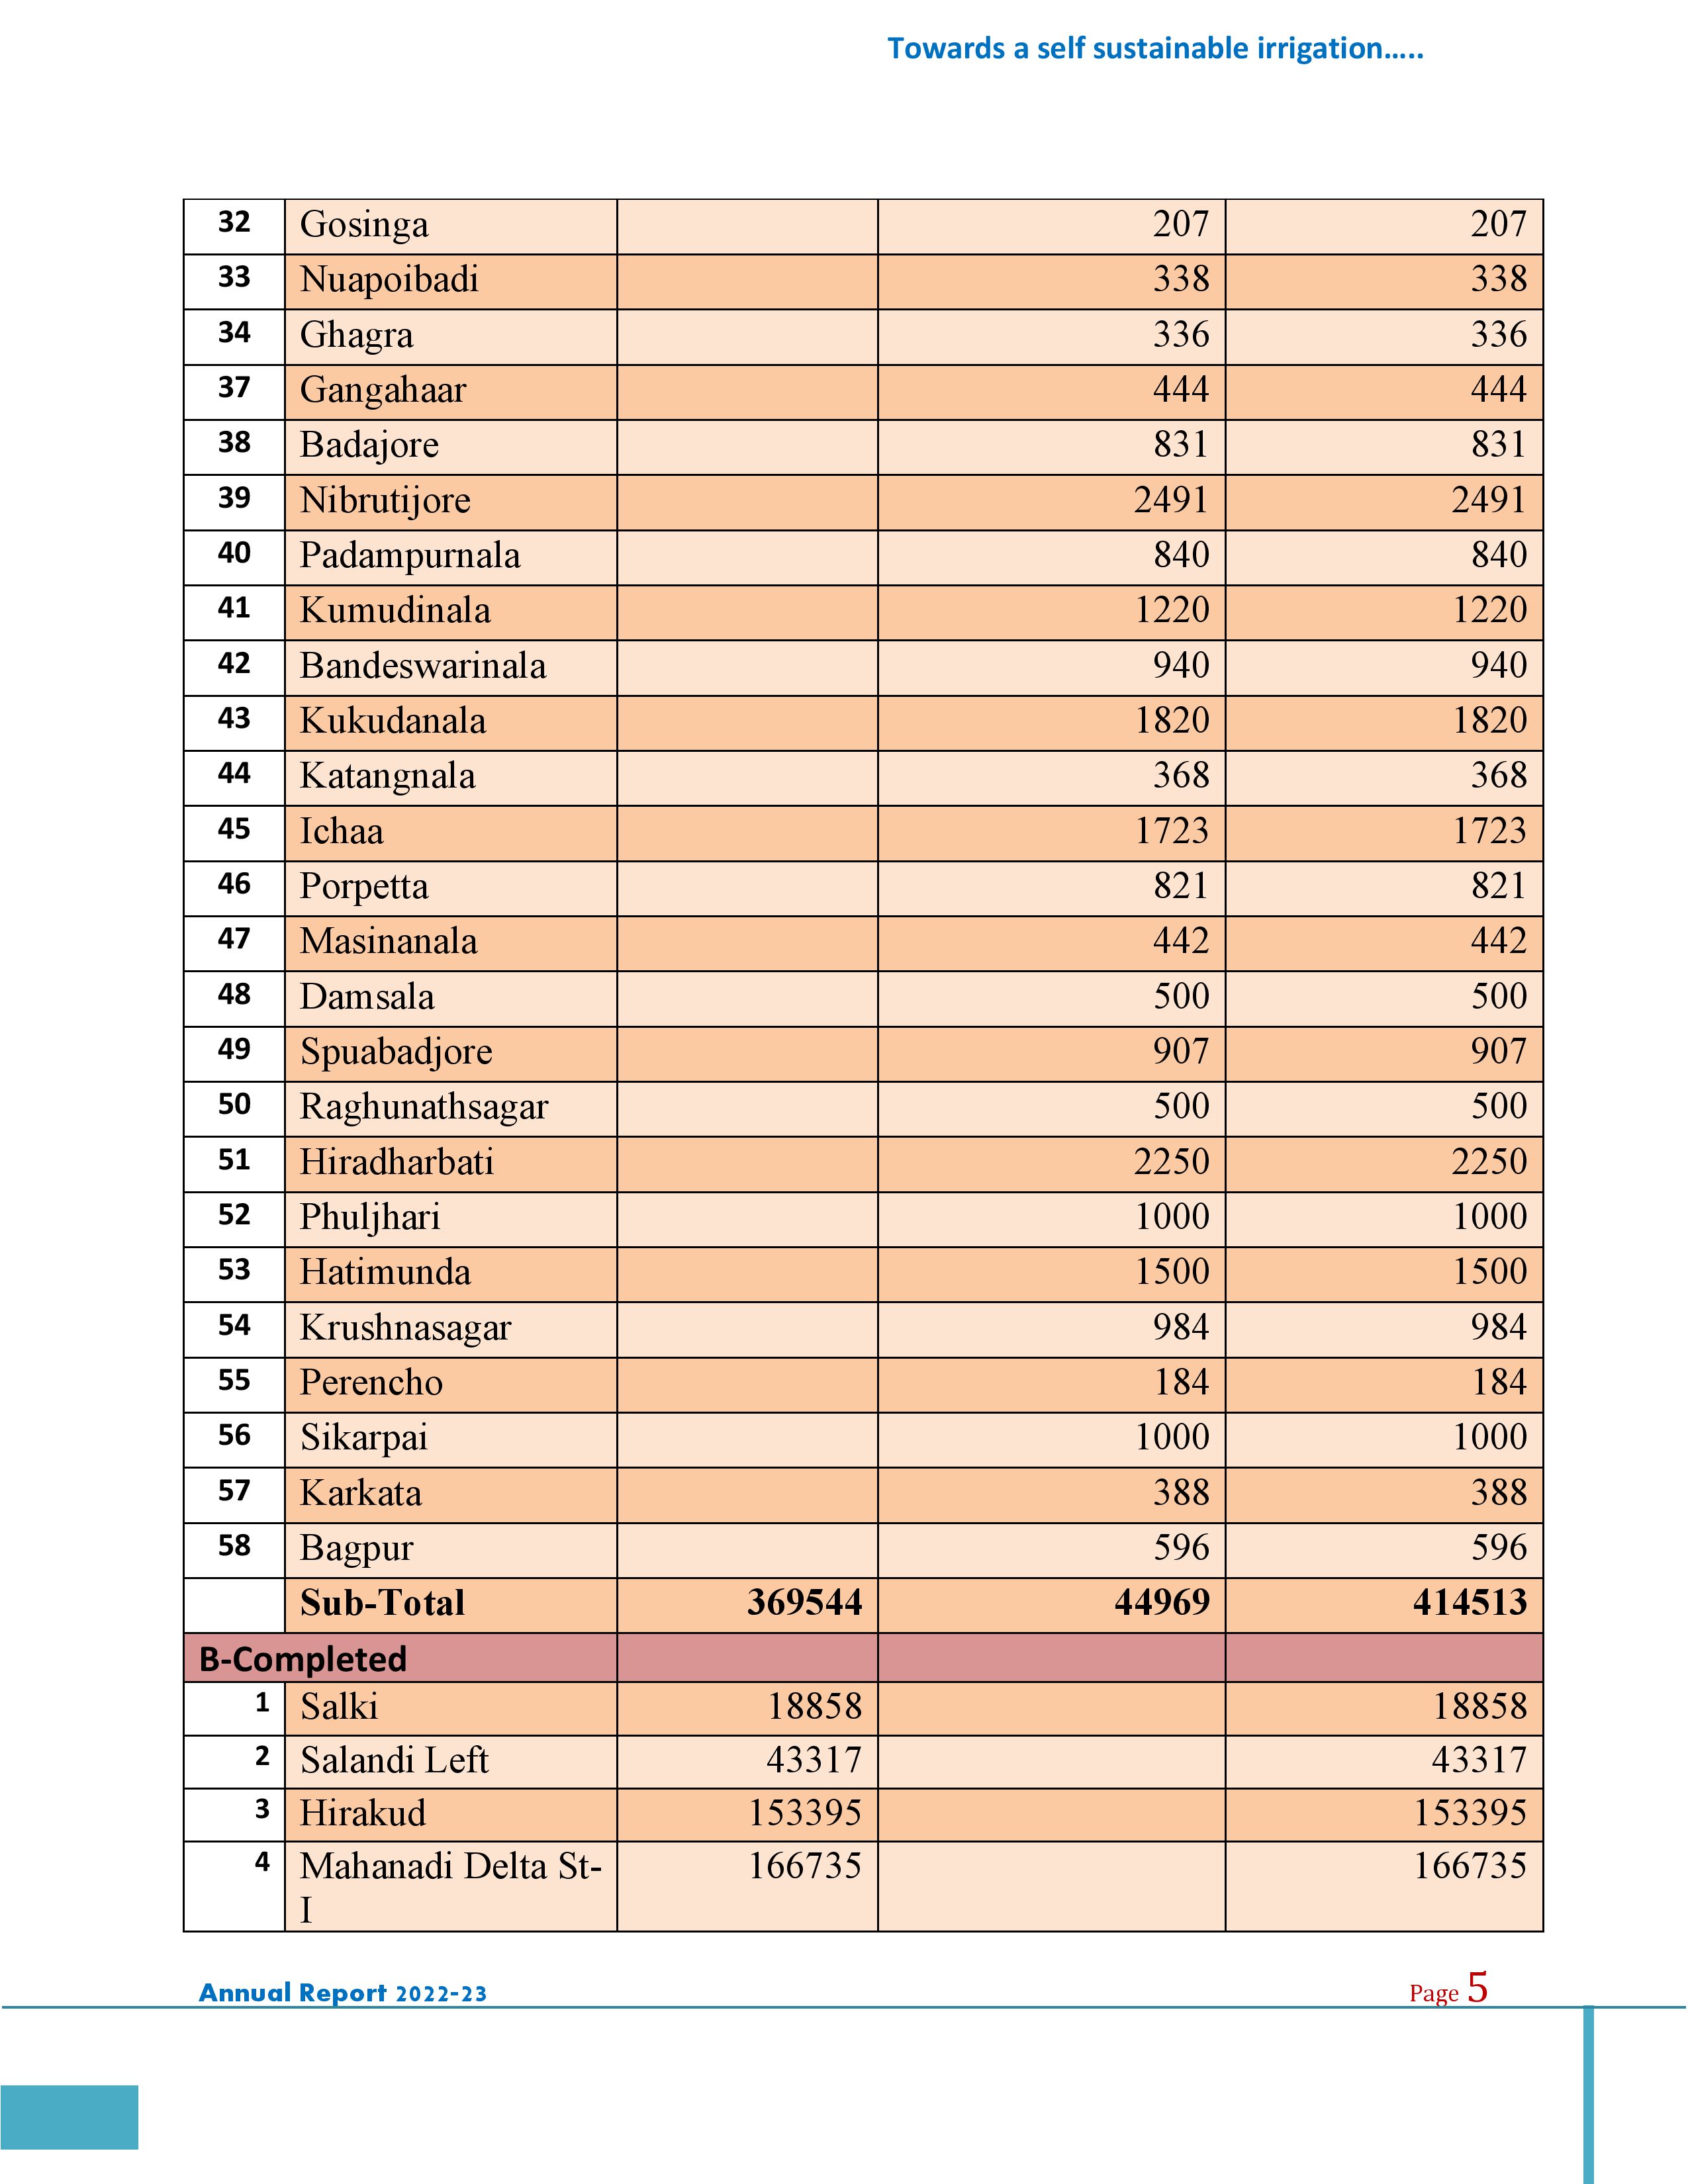 Towards a self sustainable irrigation…..
32 Gosinga 207 207
33 Nuapoibadi 338 338
34 Ghagra 336 336
37 Gangahaar 444 444
38 Badajore 831 831
39 Nibrutijore 2491 2491
40 Padampurnala 840 840
41 Kumudinala 1220 1220
42 Bandeswarinala 940 940
43 Kukudanala 1820 1820
44 Katangnala 368 368
45 Ichaa 1723 1723
46 Porpetta 821 821
47 Masinanala 442 442
48 Damsala 500 500
49 Spuabadjore 907 907
50 Raghunathsagar 500 500
51 Hiradharbati 2250 2250
52 Phuljhari 1000 1000
53 Hatimunda 1500 1500
54 Krushnasagar 984 984
55 Perencho 184 184
56 Sikarpai 1000 1000
57 Karkata 388 388
58 Bagpur 596 596
Sub-Total 369544 44969 414513
B-Completed
1 Salki 18858 18858
2 Salandi Left 43317 43317
3 Hirakud 153395 153395
4 Mahanadi Delta St- 166735 166735
I
Annual Report 2022-23 Page 5